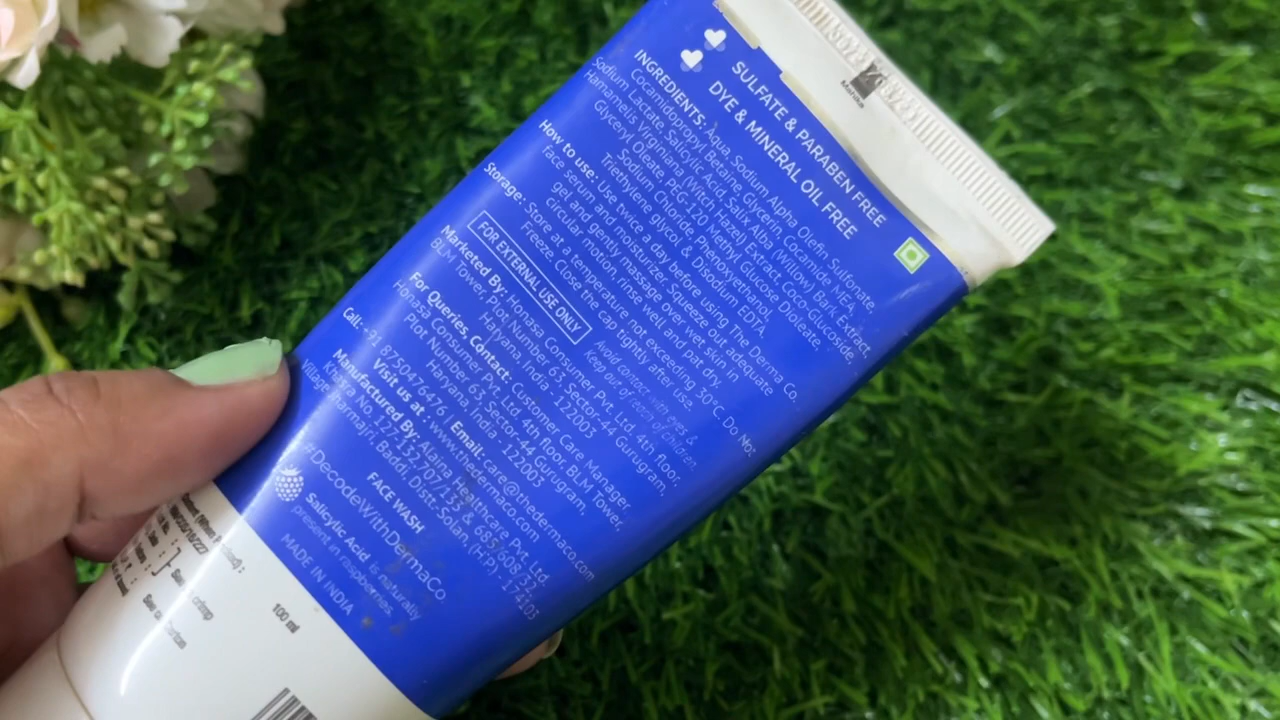 SULFATE & PARABEN FREE
DYE & MINERAL OIL FREE
INGREDIENTS: Aqua, Sodium Alpha Olefin Sulfonate,
Cocamidopropyl Betaine, Glycerin, Cocamide MEA,
Sodium Lactate, Salicylic Acid, Salix Alba (Willow) Bark Extract,
Hamamelis Virginiana (Witch Hazel) Extract, Coco-Glucoside,
Glyceryl Oleate, PEG-120 Methyl Glucose Dioleate,
Sodium Chloride, Phenoxyethanol,
Triethylene glycol & Disodium EDTA.
How to use: Use twice a day before using The Derma Co.
face serum and moisturizer. Squeeze out adequate
gel and gently massage over wet skin in
circular motion, rinse well and pat dry.
Storage: Store at a temperature not exceeding 30°C. Do Not
Freeze. Close the cap tightly after use.
FOR EXTERNAL USE ONLY
Avoid contact with eyes &
Keep out of reach of children.
Marketed By: Honasa Consumer Pvt. Ltd. 4th floor,
BLM Tower, Plot Number 63, Sector-44 Gurugram,
Haryana, India - 122003
For Queries, Contact: Customer Care Manager,
Honasa Consumer Pvt. Ltd 4th floor, BLM Tower,
Plot Number 63, Sector-44 Gurugram,
Haryana, India -122003
Call: +91 8750476476 / Email: care@thedermaco.com
Visit us at: www.thedermaco.com
Manufactured By: Healthcare Pvt. Ltd.
Khasra No.
Baddi, Distt. Solan, (HP) - 174103
FACE WASH
#DecodeWithDermaCo.
Salicylic Acid is naturally
present in raspberries
MADE IN INDIA
100 ml